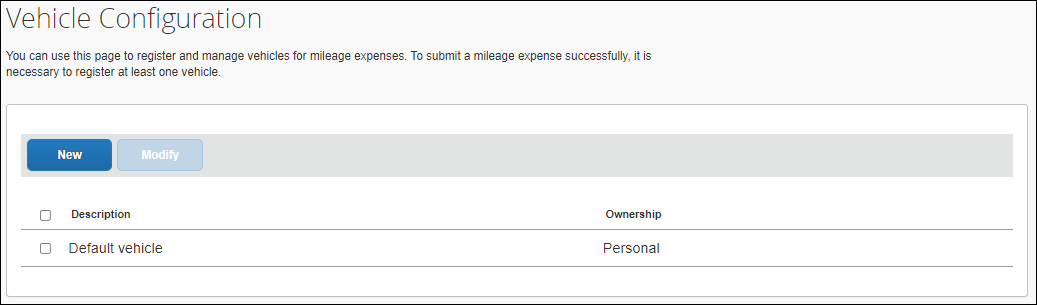 Vehicle Configuration
You can use this page to register and manage vehicles for mileage expenses. To submit a mileage expense successfully, it is
necessary to register at least one vehicle.
New Modify
Description Ownership
Default vehicle Personal